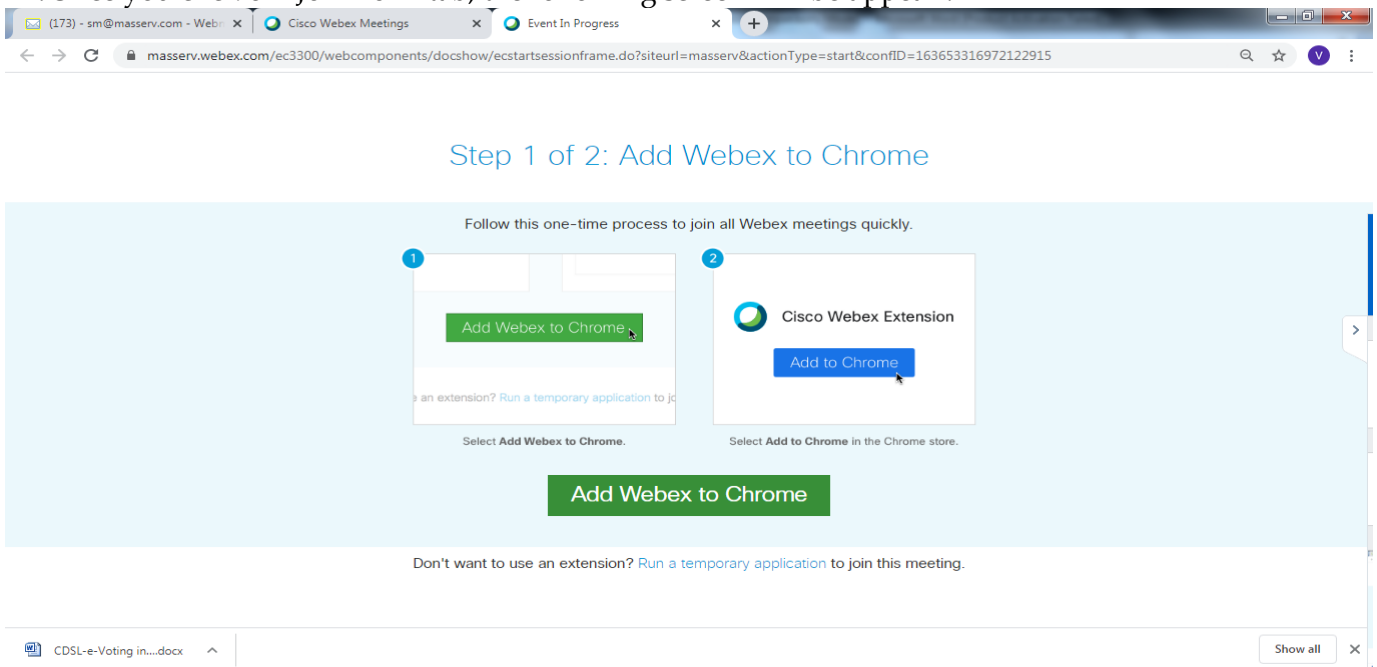 (173) - sm@masserv.com - Web
Cisco Webex Meetings
Event In Progress
masserv.webex.com/ec3300/webcomponents/docshow/ecstartsessionframe.do?siteurl=masserv&actionType=start&confID=163653316972122915
V
Step 1 of 2: Add Webex to Chrome
Follow this one-time process to join all Webex meetings quickly.
1
2
Add Webex to Chrome
Cisco Webex Extension
Add to Chrome
an extension? Run a temporary application to jo
Select Add Webex to Chrome.
Select Add to Chrome in the Chrome store.
Add Webex to Chrome
Don't want to use an extension? Run a temporary application to join this meeting.
CDSL-e-Voting in....docx
Show all